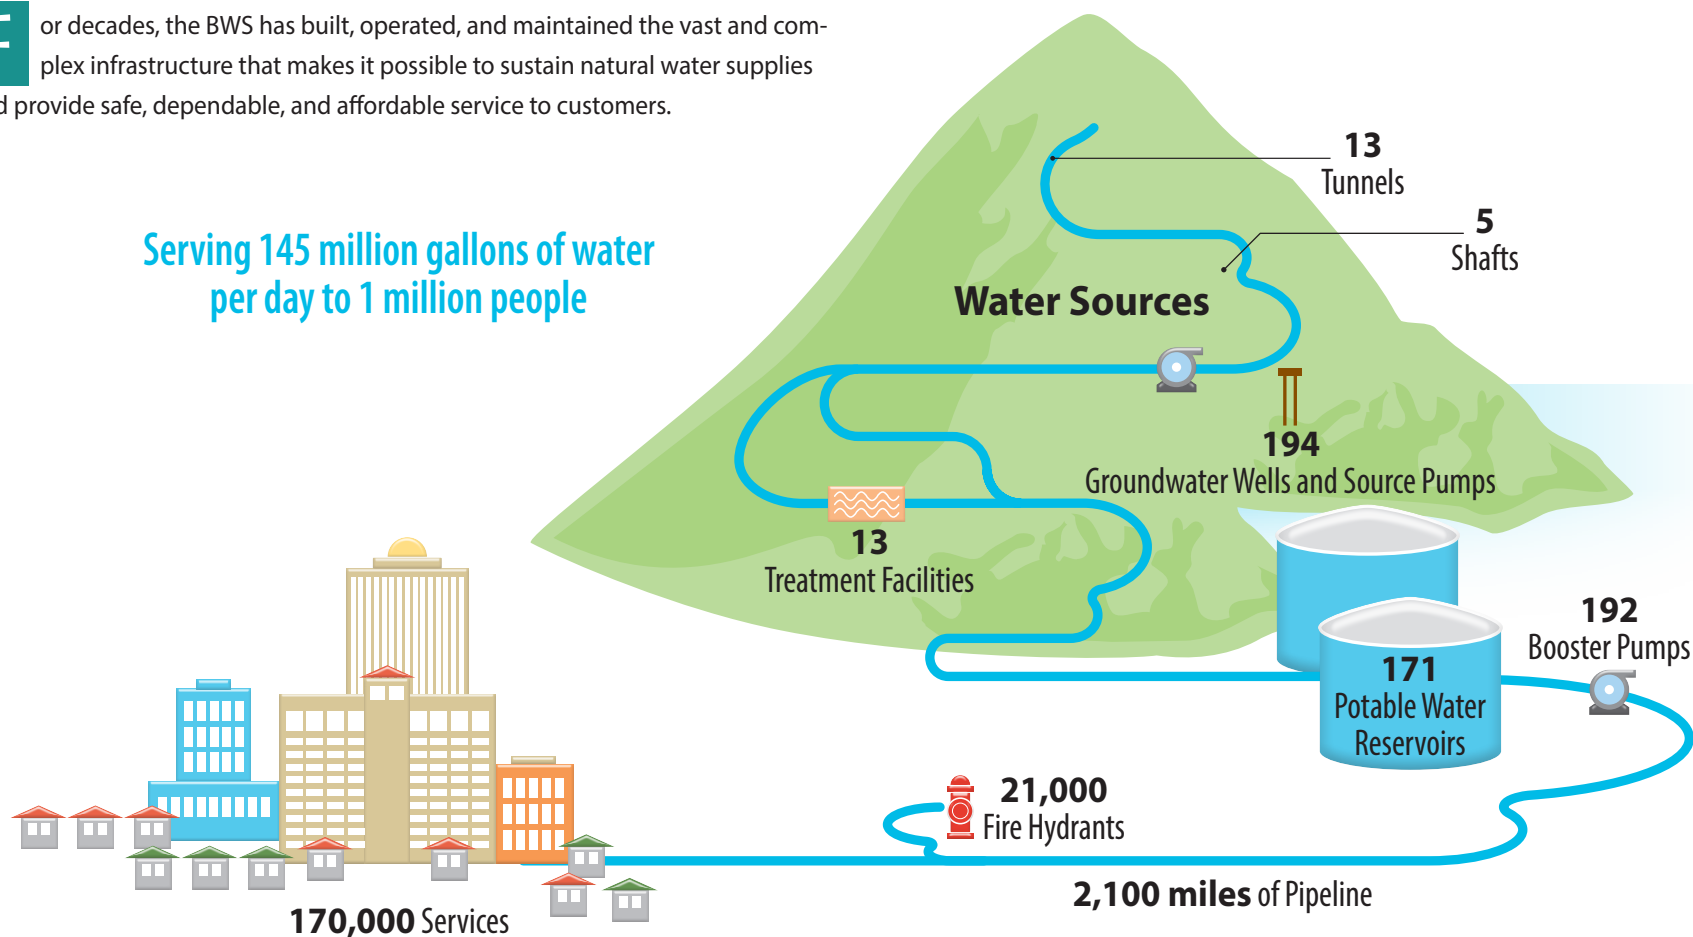 or decades, the BWS has built, operated, and maintained the vast and com-
plex infrastructure that makes it possible to sustain natural water supplies
provide safe, dependable, and affordable service to customers.
Serving 145 million gallons of water
per day to 1 million people
13
Tunnels
5
Shafts
Water Sources
194
Groundwater Wells and Source Pumps
13
Treatment Facilities
192
Booster Pumps
171
Potable Water
Reservoirs
21,000
Fire Hydrants
2,100 miles of Pipeline
170,000 Services